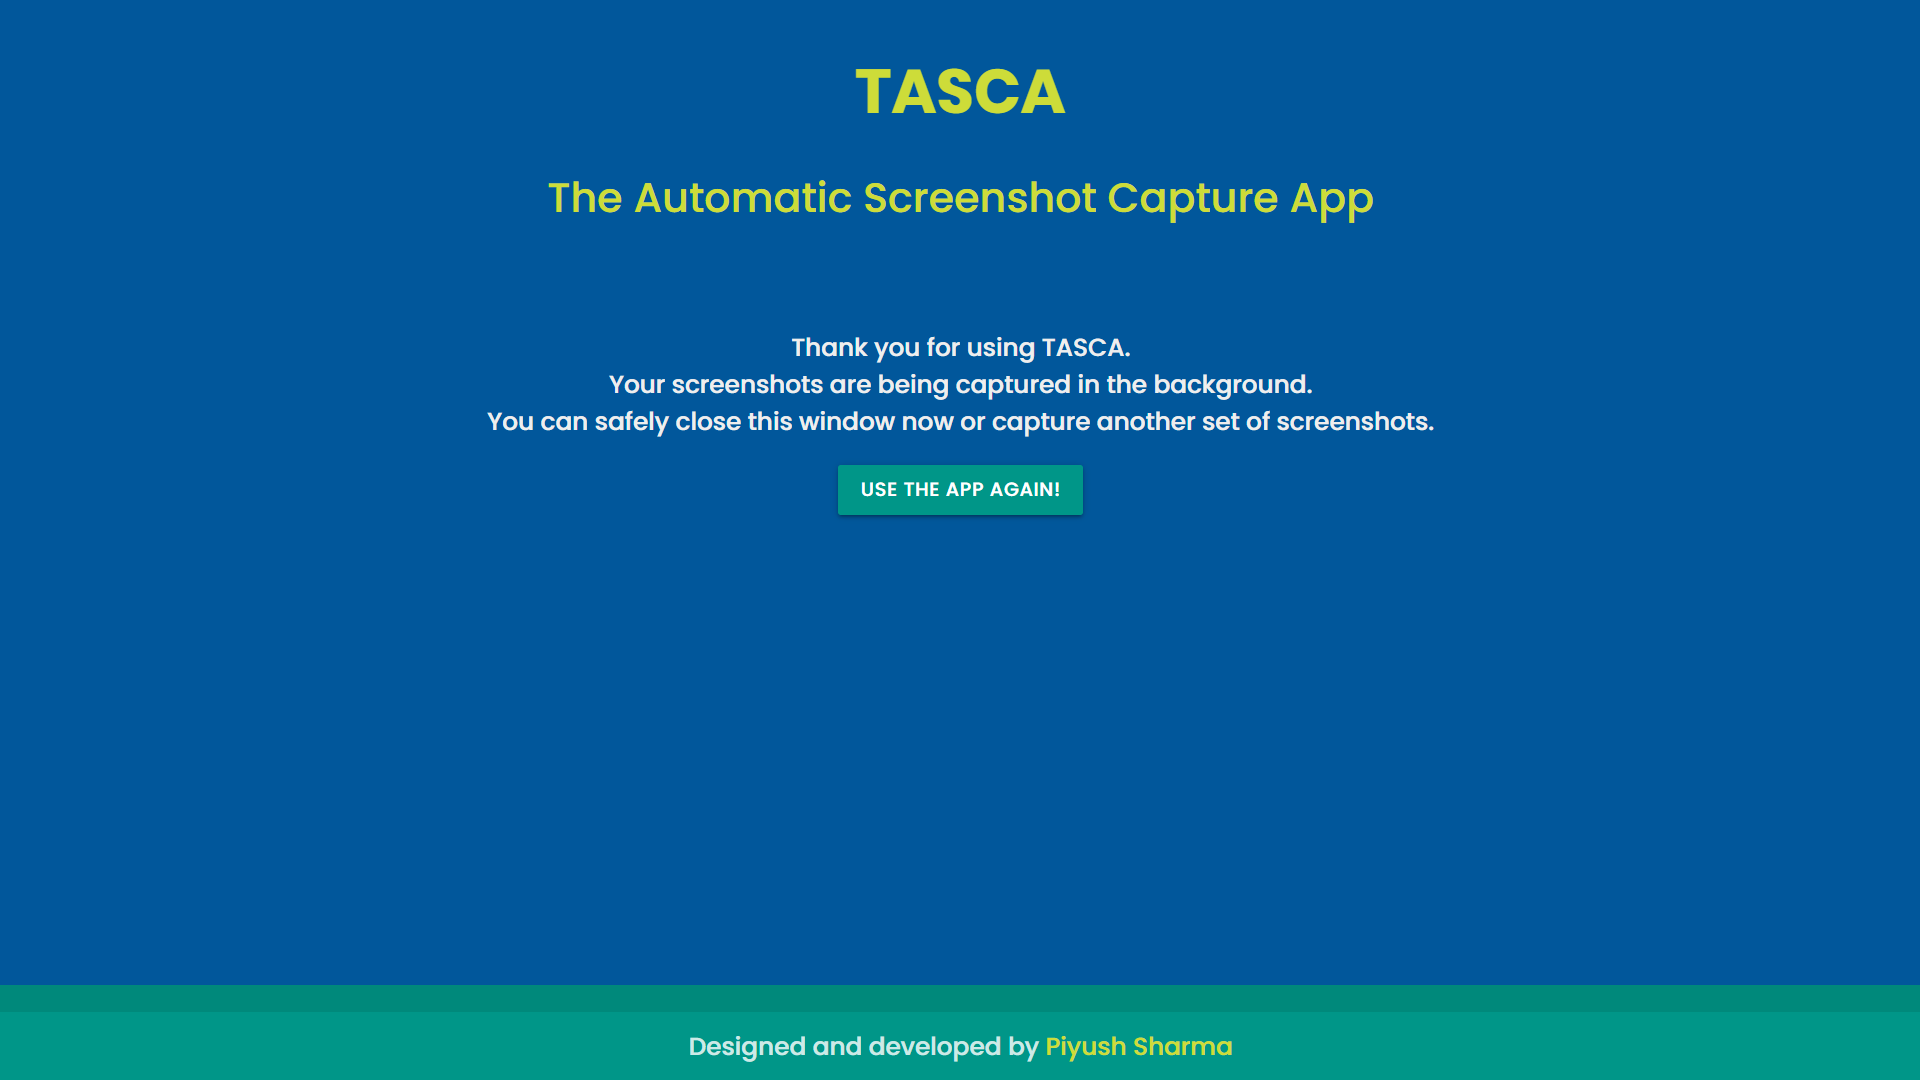 TASCA
The Automatic Screenshot Capture App
Thank you for using TASCA.
Your screenshots are being captured in the background.
You can safely close this window now or capture another set of screenshots.
USE THE APP AGAIN!
Designed and developed by Piyush Sharma